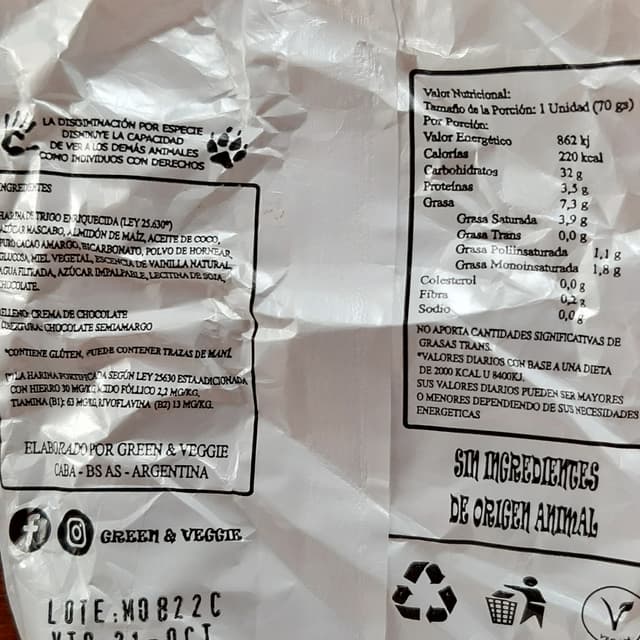 LA DISCIMINACIÓN POR ESPECIE
DISMINUYE LA CAPACIDAD
DE VER A LOS DEMÁS ANIMALES
COMO INDIVIDUOS CON DERECHOS
NGREDIENTES
HARINA DE TRIGO ENRIQUECIDA (LEY 25.630*)
AZÚCAR MASCABO, ALMIDÓN DE MAÍZ, ACEITE DE COCO,
PURO CACAO AMARGO, BICARBONATO, POLVO DE HORNEAR,
GLUCOSA, MIEL VEGETAL, ESCENCIA DE VAINILLA NATURAL,
AGUA FILTRADA, AZÚCAR IMPALPABLE, LECITINA DE SOJA,
CHOCOLATE.
ELLENO: CREMA DE CHOCOLATE
CHOCOLATE SEMIAMARGO
*CONTIENE GLÚTEN, PUEDE CONTENER TRAZAS DE MANÍ.
LA HARINA FORTIFICADA SEGÚN LEY 25630 ESTA ADICIONADA
CON HIERRO 30 MG/KG ÁCIDO FÓLICO 2,2 MG/KG,
TIAMINA (B1): 63 MG/KG, RIVOFLAVINA (B2) 13 MG/KG.
ELABORADO POR GREEN & VEGGIE
CABA - BS AS - ARGENTINA
GREEN & VEGGIE
LOTE:M0822C
VTO 31-OCT
Valor Nutricional:
Tamaño de la Porción: 1 Unidad (70 gs)
Por Porción:
Valor Energético 862 kj
Calorías 220 kcal
Carbohidratos 32 g
Proteínas 3,5 g
Grasa 7,3 g
Grasa Saturada 3,9 g
Grasa Trans 0,0 g
Grasa Poliinsaturada 1,1 g
Grasa Monoinsaturada 1,8 g
Colesterol 0,0 g
Fibra 0,2 g
Sodio 0,0 g
NO APORTA CANTIDADES SIGNIFICATIVAS DE
GRASAS TRANS.
*VALORES DIARIOS CON BASE A UNA DIETA
DE 2000 KCAL U 8400KJ.
SUS VALORES DIARIOS PUEDEN SER MAYORES
O MENORES DEPENDIENDO DE SUS NECESIDADES
ENERGETICAS
SIN INGREDIENTES
DE ORIGEN ANIMAL